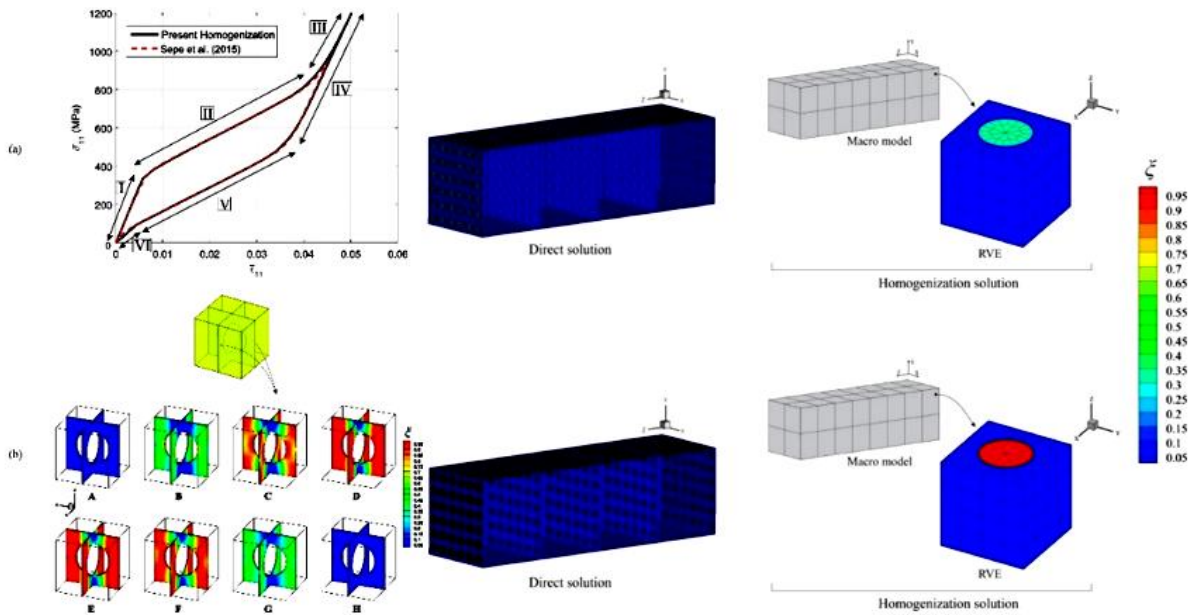 (a)
1200
1000
800
600
400
200
0
σ̄₁₁ (MPa)
Present Homogenization
Sepe et al. (2015)
I
II
III
IV
V
VI
0 0.01 0.02 0.03 0.04 0.05 0.06
Direct solution
Macro model
RVE
Homogenization solution
ξ
0.95
0.9
0.85
0.8
0.75
0.7
0.65
0.6
0.55
0.5
0.45
0.4
0.35
0.3
0.25
0.2
0.15
0.1
0.05
(b)
A B C D
E F G H
ξ
Direct solution
Macro model
RVE
Homogenization solution